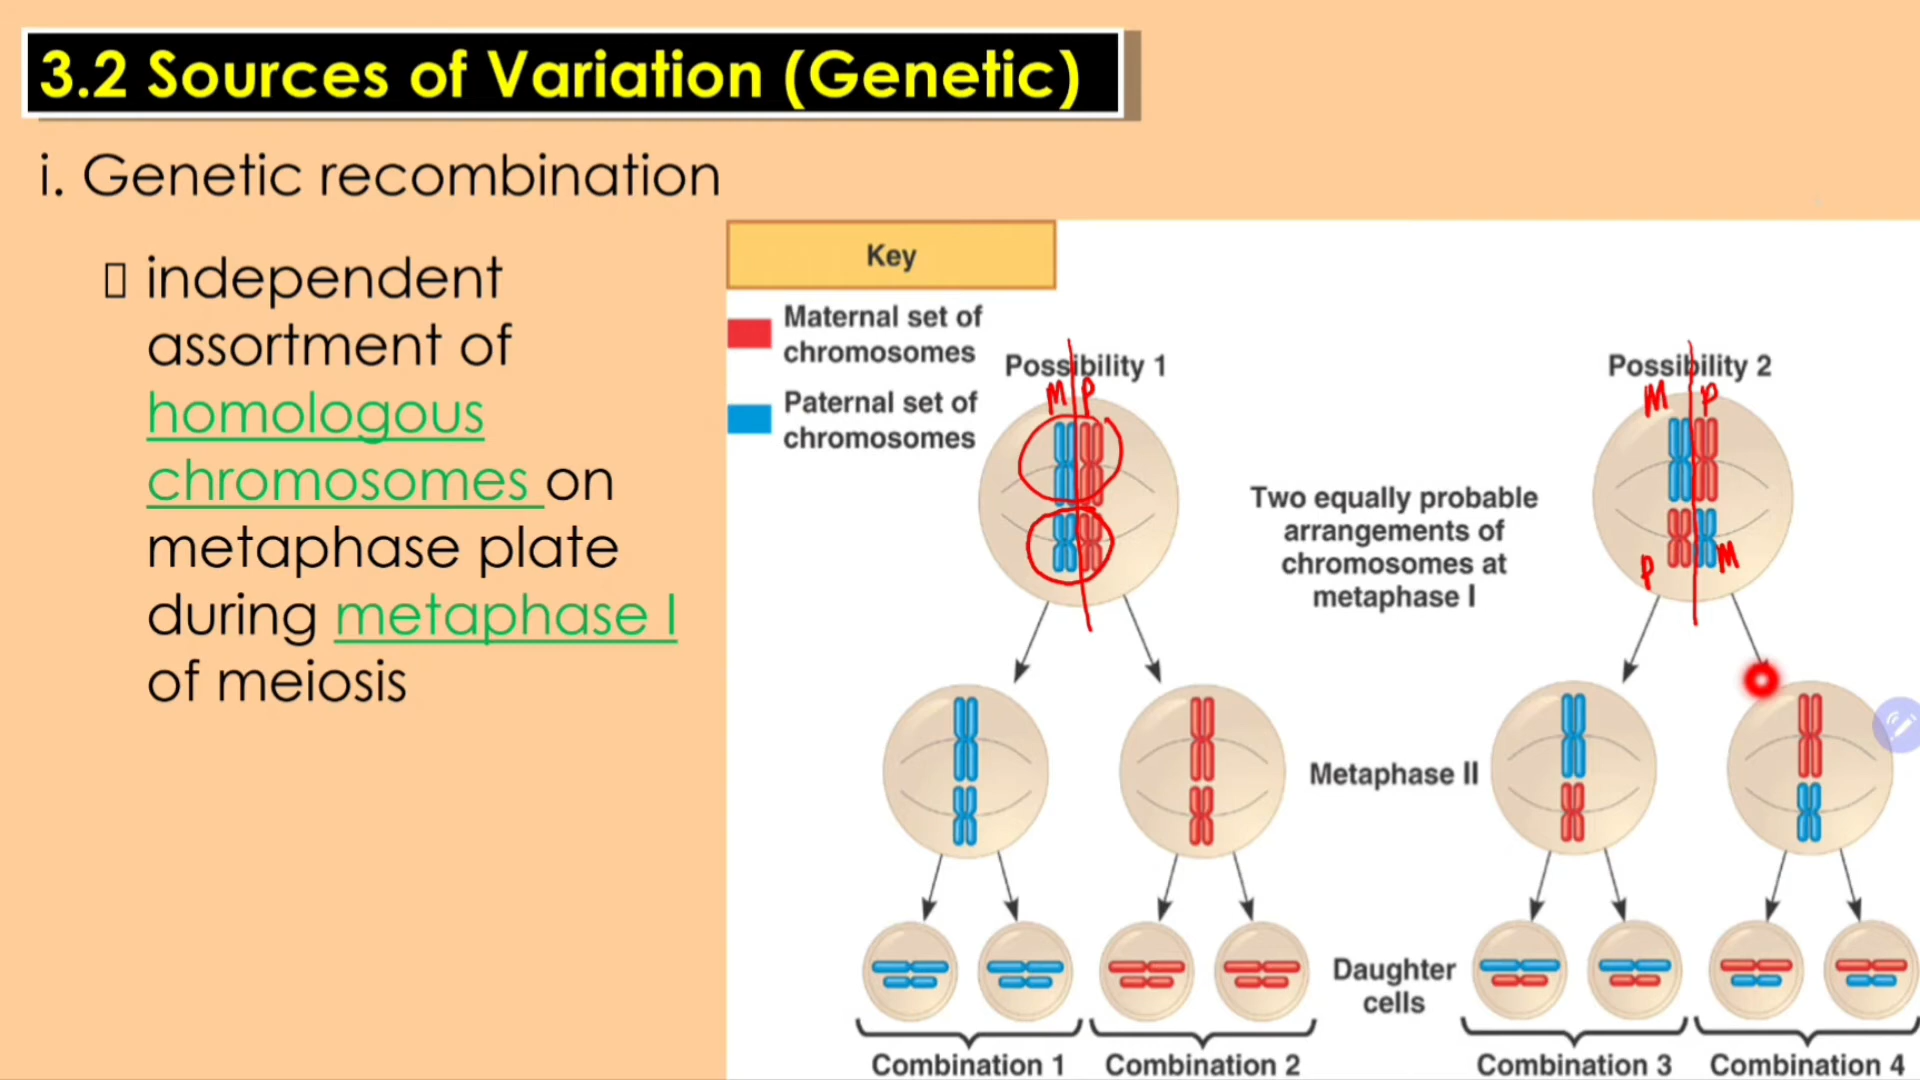 3.2 Sources of Variation (Genetic)
i. Genetic recombination
independent
assortment of
homologous
chromosomes on
metaphase plate
during metaphase I
of meiosis
Key
Maternal set of
chromosomes
Paternal set of
chromosomes
Possibility 1
M P
Possibility 2
M P
P M
Two equally probable
arrangements of
chromosomes at
metaphase I
Metaphase II
Daughter
cells
Combination 1
Combination 2
Combination 3
Combination 4